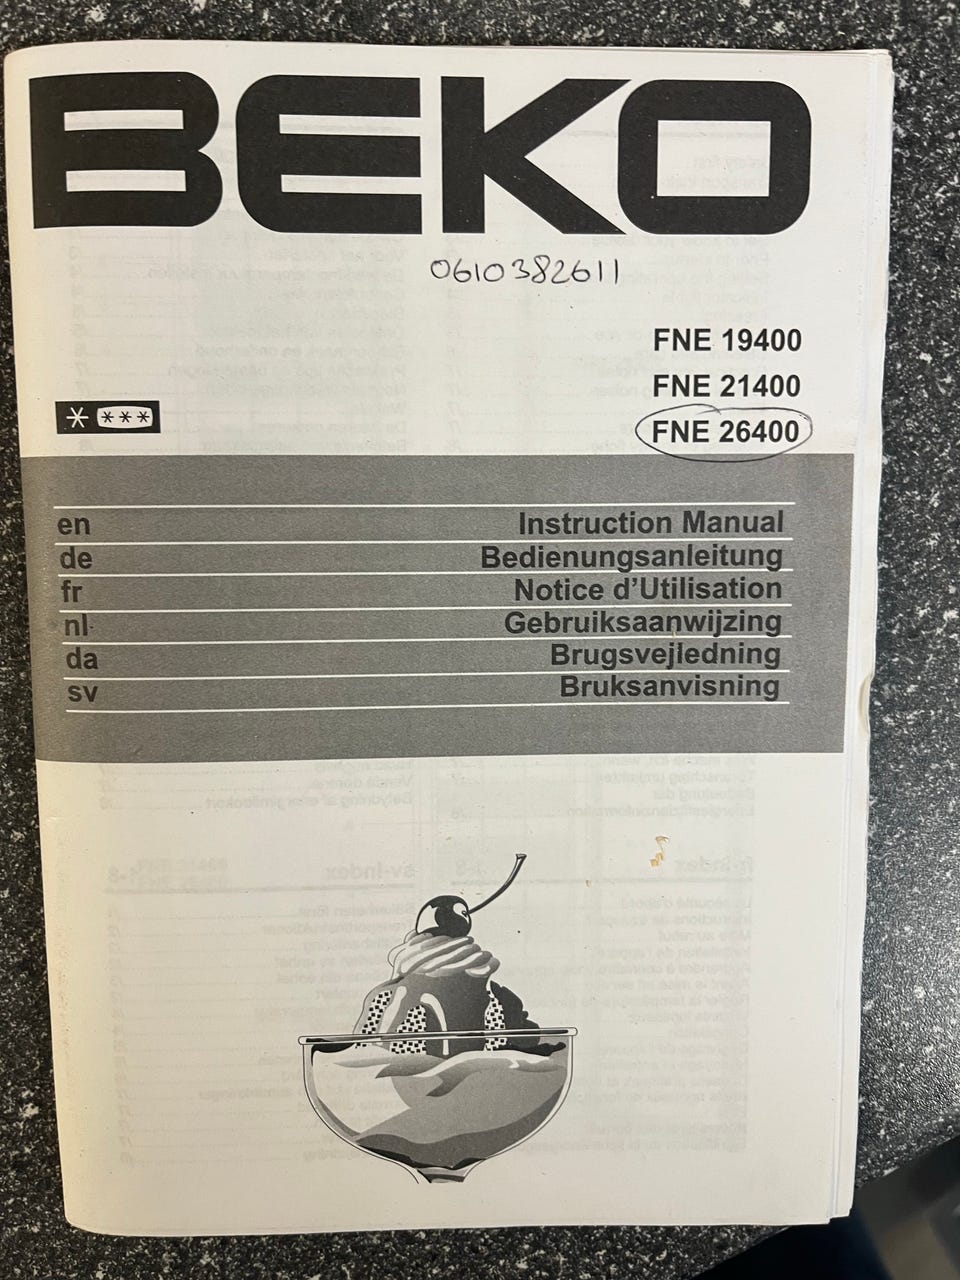 BEKO
0610382611
FNE 19400
FNE 21400
FNE 26400
en Instruction Manual
de Bedienungsanleitung
fr Notice d'Utilisation
nl Gebruiksaanwijzing
da Brugsvejledning
sv Bruksanvisning